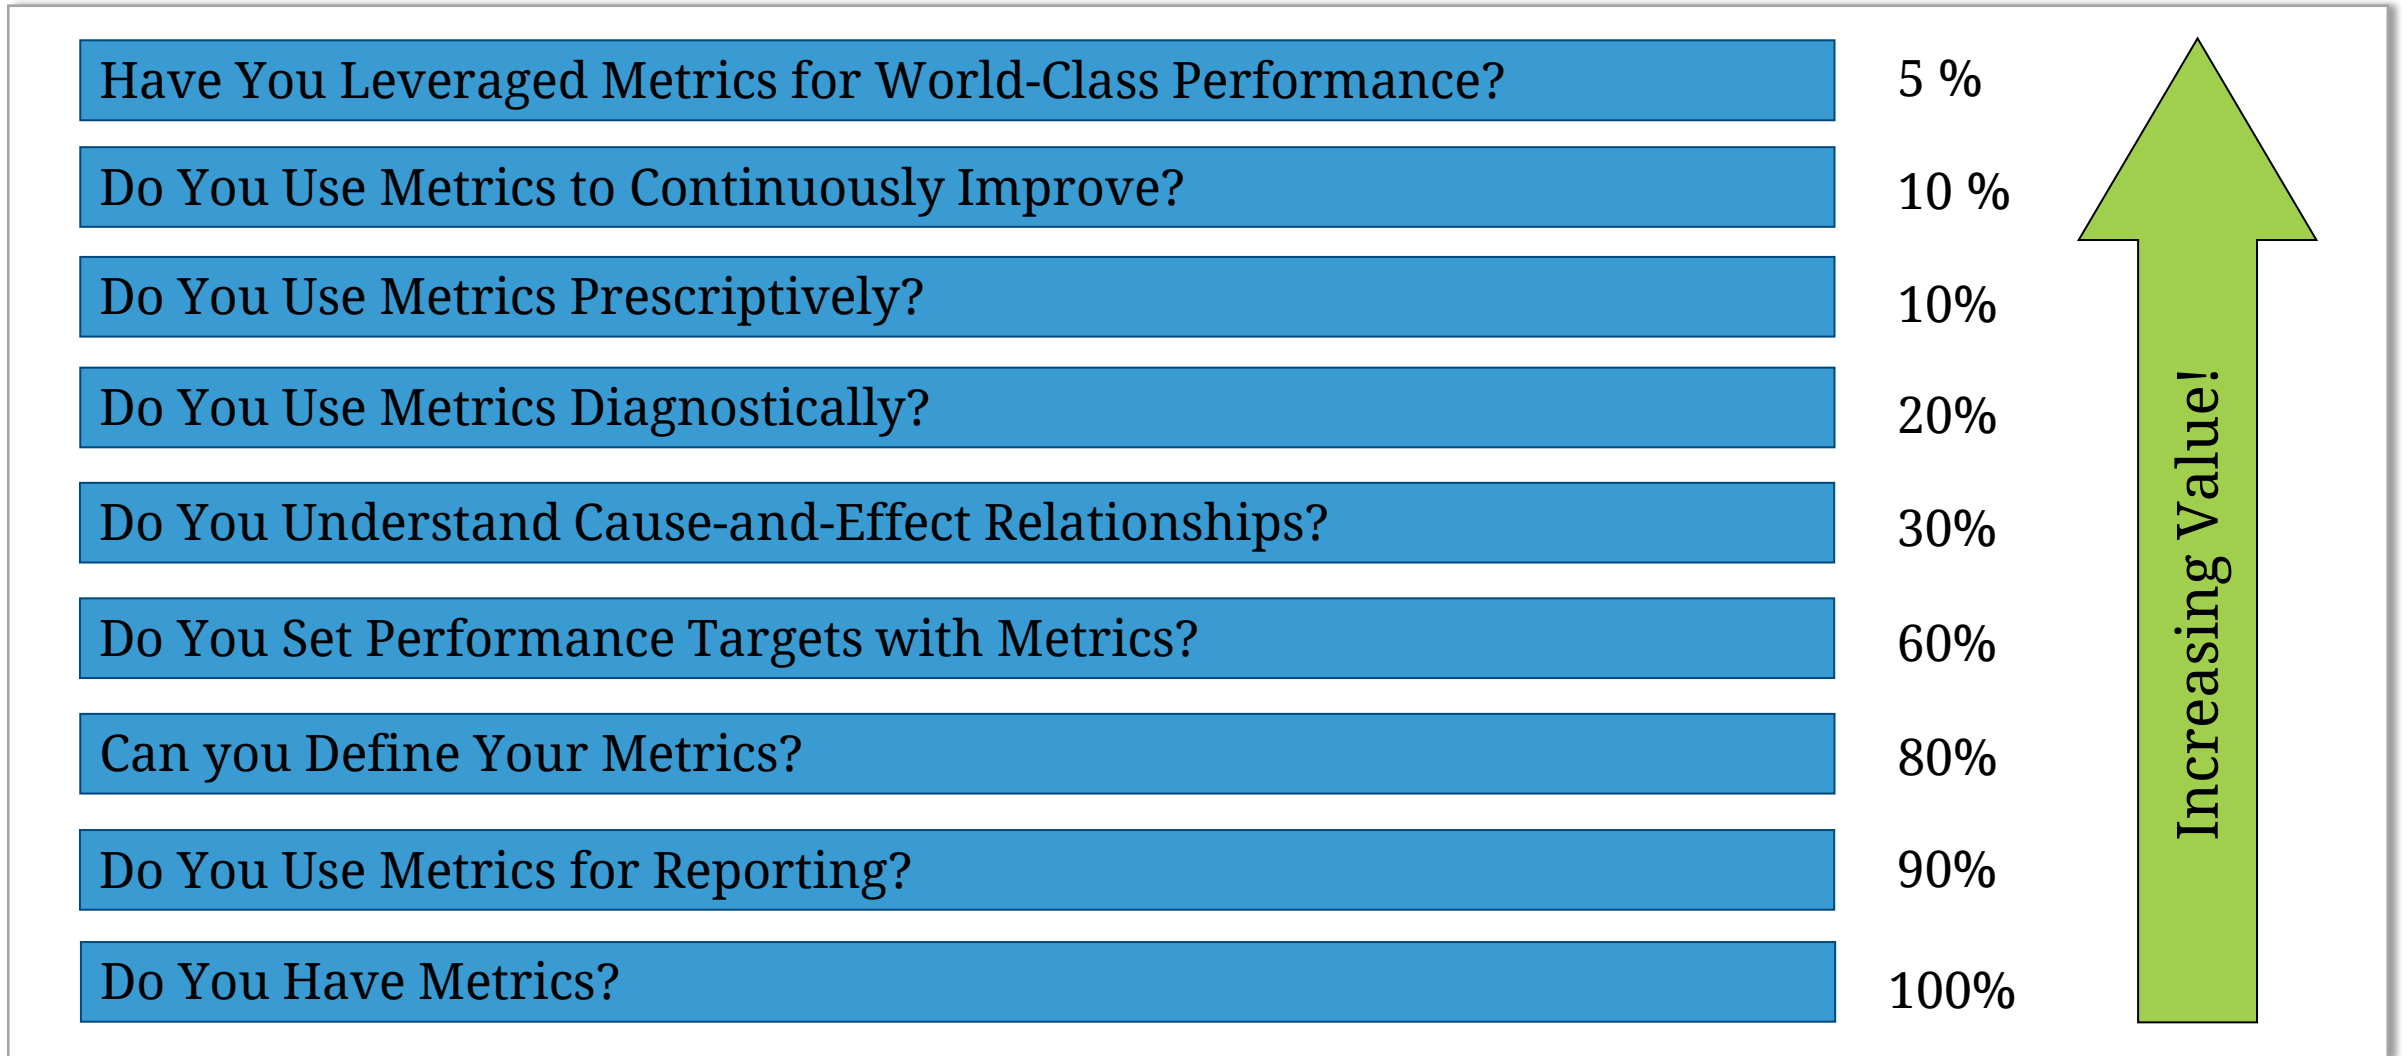 Have You Leveraged Metrics for World-Class Performance?
5 %
Do You Use Metrics to Continuously Improve?
10 %
Do You Use Metrics Prescriptively?
10%
Do You Use Metrics Diagnostically?
20%
Do You Understand Cause-and-Effect Relationships?
30%
Do You Set Performance Targets with Metrics?
60%
Can you Define Your Metrics?
80%
Do You Use Metrics for Reporting?
90%
Do You Have Metrics?
100%
Increasing Value!